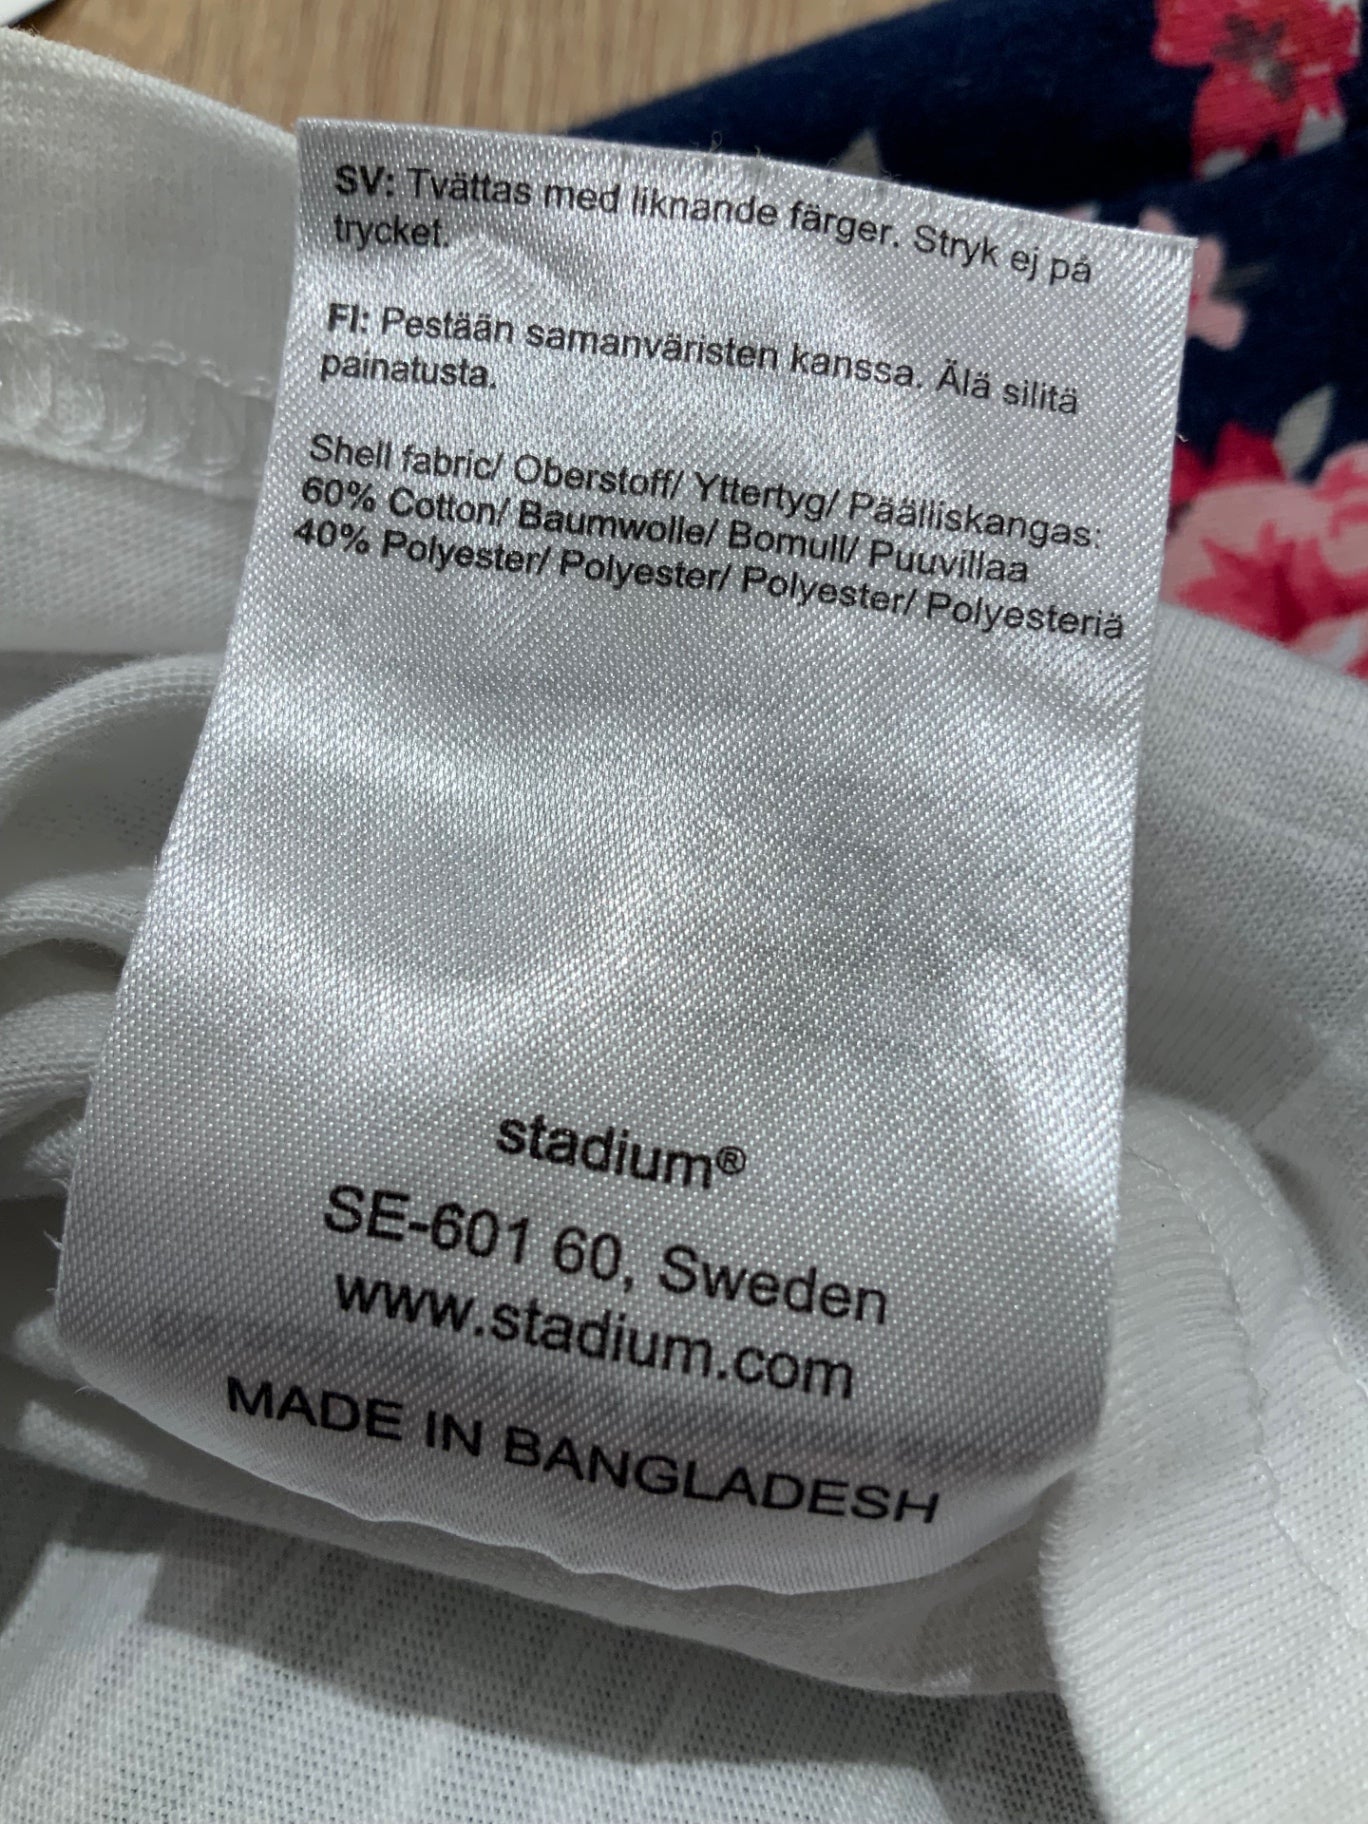 SV: Tvättas med liknande färger. Stryk ej på
trycket.
FI: Pestään samanväristen kanssa. Älä silitä
painatusta.
Shell fabric/ Oberstoff/ Yttertyg/ Päälliskangas:
60% Cotton/ Baumwolle/ Bomull/ Puuvillaa
40% Polyester/ Polyester/ Polyester/ Polyesteriä
stadium®
SE-601 60, Sweden
www.stadium.com
MADE IN BANGLADESH